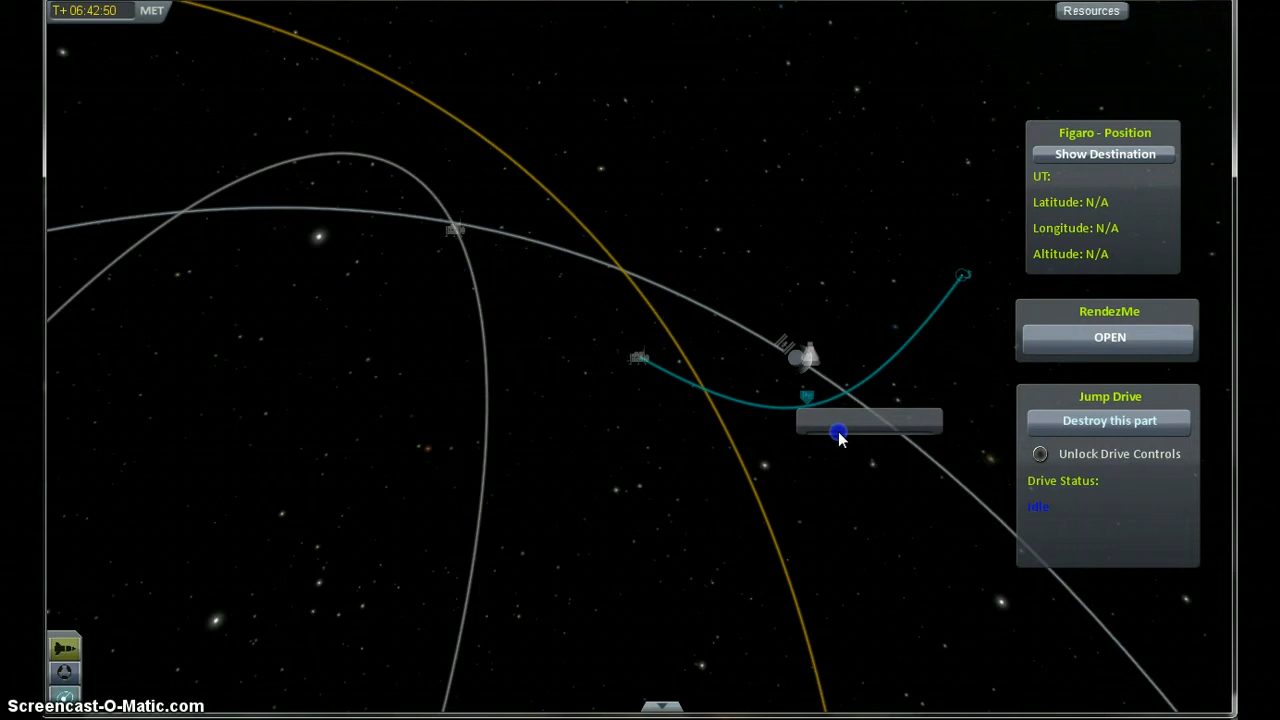 T+ 06:42:50 MET
Resources
Figaro - Position
Show Destination
UT:
Latitude: N/A
Longitude: N/A
Altitude: N/A
RendezMe
OPEN
Jump Drive
Destroy this part
Unlock Drive Controls
Drive Status:
Idle
Screencast-O-Matic.com